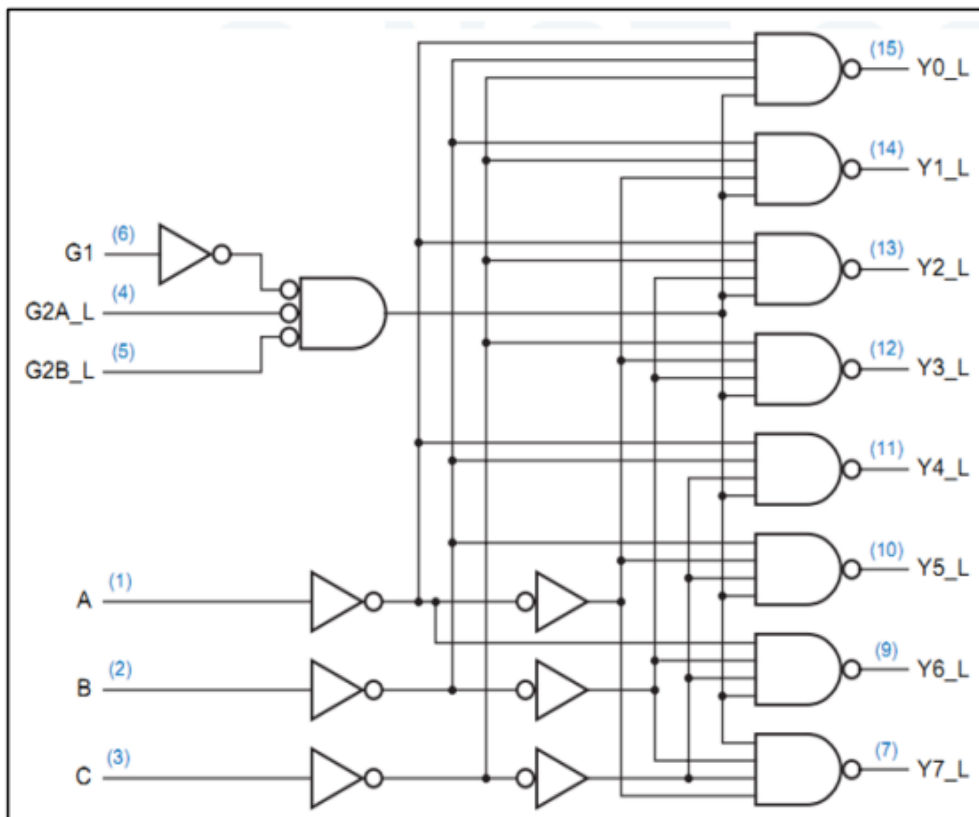 (15) Y0_L
(14) Y1_L
(6) G1
(13) Y2_L
(4) G2A_L
(5) G2B_L
(12) Y3_L
(11) Y4_L
(10) Y5_L
(1) A
(9) Y6_L
(2) B
(3) C
(7) Y7_L